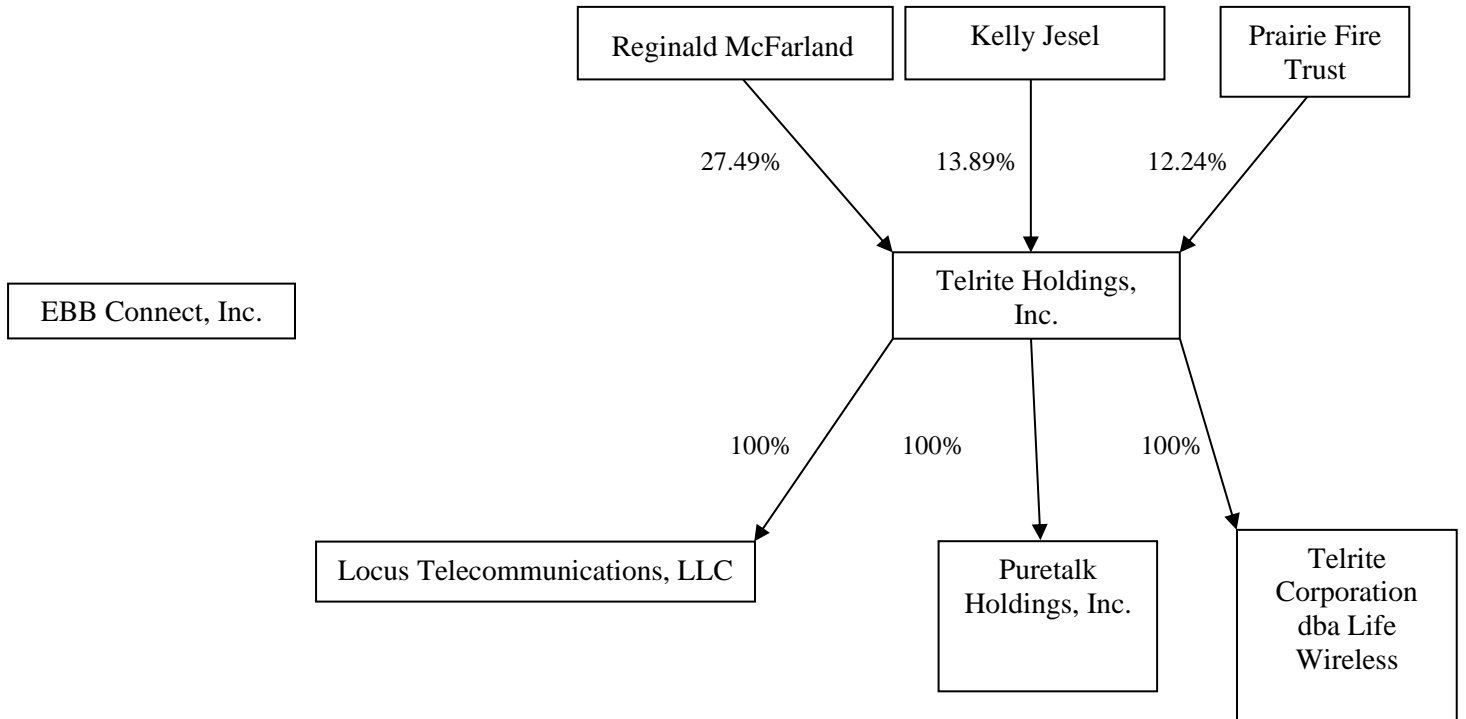 Reginald McFarland
Kelly Jesel
Prairie Fire
Trust
27.49%
13.89%
12.24%
EBB Connect, Inc.
Telrite Holdings,
Inc.
100%
100%
100%
Locus Telecommunications, LLC
Puretalk
Holdings, Inc.
Telrite
Corporation
dba Life
Wireless